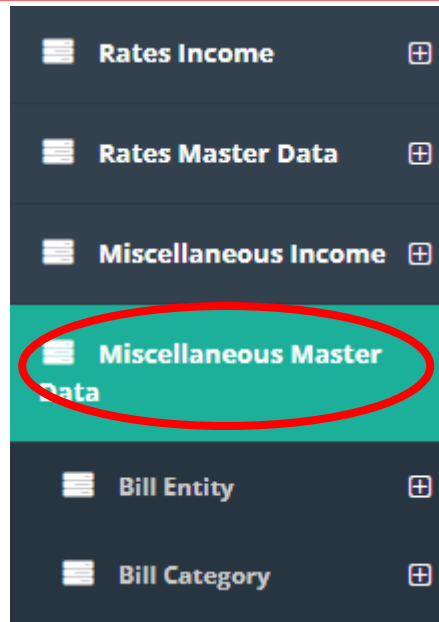 Rates Income
Rates Master Data
Miscellaneous Income
Miscellaneous Master
Data
Bill Entity
Bill Category